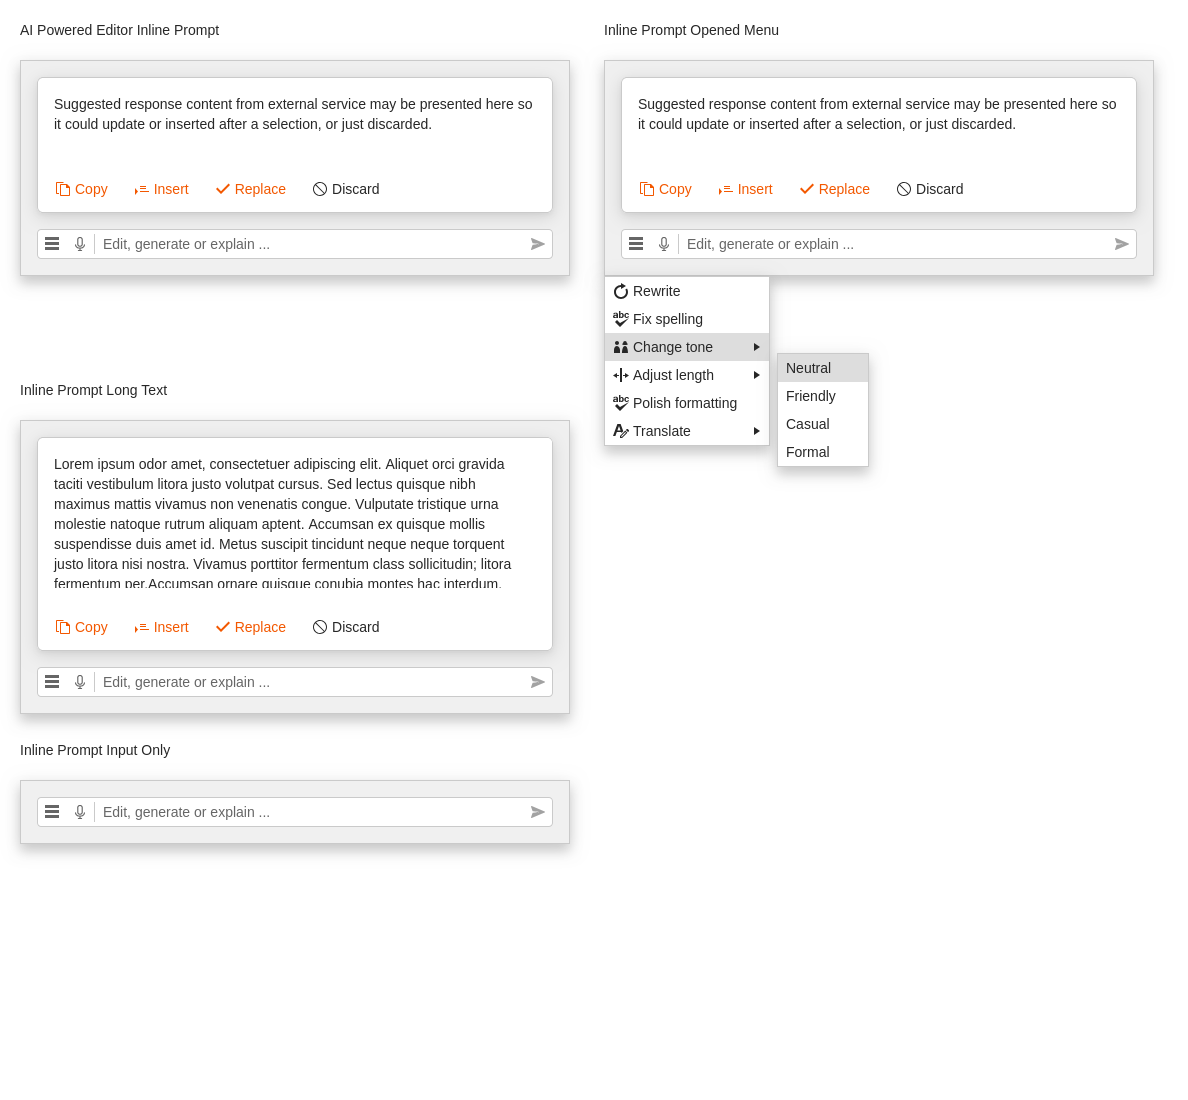 AI Powered Editor Inline Prompt
Suggested response content from external service may be presented here so
it could update or inserted after a selection, or just discarded.
Copy Insert Replace Discard
Edit, generate or explain ...
Inline Prompt Opened Menu
Suggested response content from external service may be presented here so
it could update or inserted after a selection, or just discarded.
Copy Insert Replace Discard
Edit, generate or explain ...
Rewrite
abc Fix spelling
Change tone
Adjust length
abc Polish formatting
A Translate
Neutral
Friendly
Casual
Formal
Inline Prompt Long Text
Lorem ipsum odor amet, consectetuer adipiscing elit. Aliquet orci gravida
taciti vestibulum litora justo volutpat cursus. Sed lectus quisque nibh
maximus mattis vivamus non venenatis congue. Vulputate tristique urna
molestie natoque rutrum aliquam aptent. Accumsan ex quisque mollis
suspendisse duis amet id. Metus suscipit tincidunt neque neque torquent
justo litora nisi nostra. Vivamus porttitor fermentum class sollicitudin; litora
fermentum per.Accumsan ornare quisque conubia montes hac interdum.
Copy Insert Replace Discard
Edit, generate or explain ...
Inline Prompt Input Only
Edit, generate or explain ...